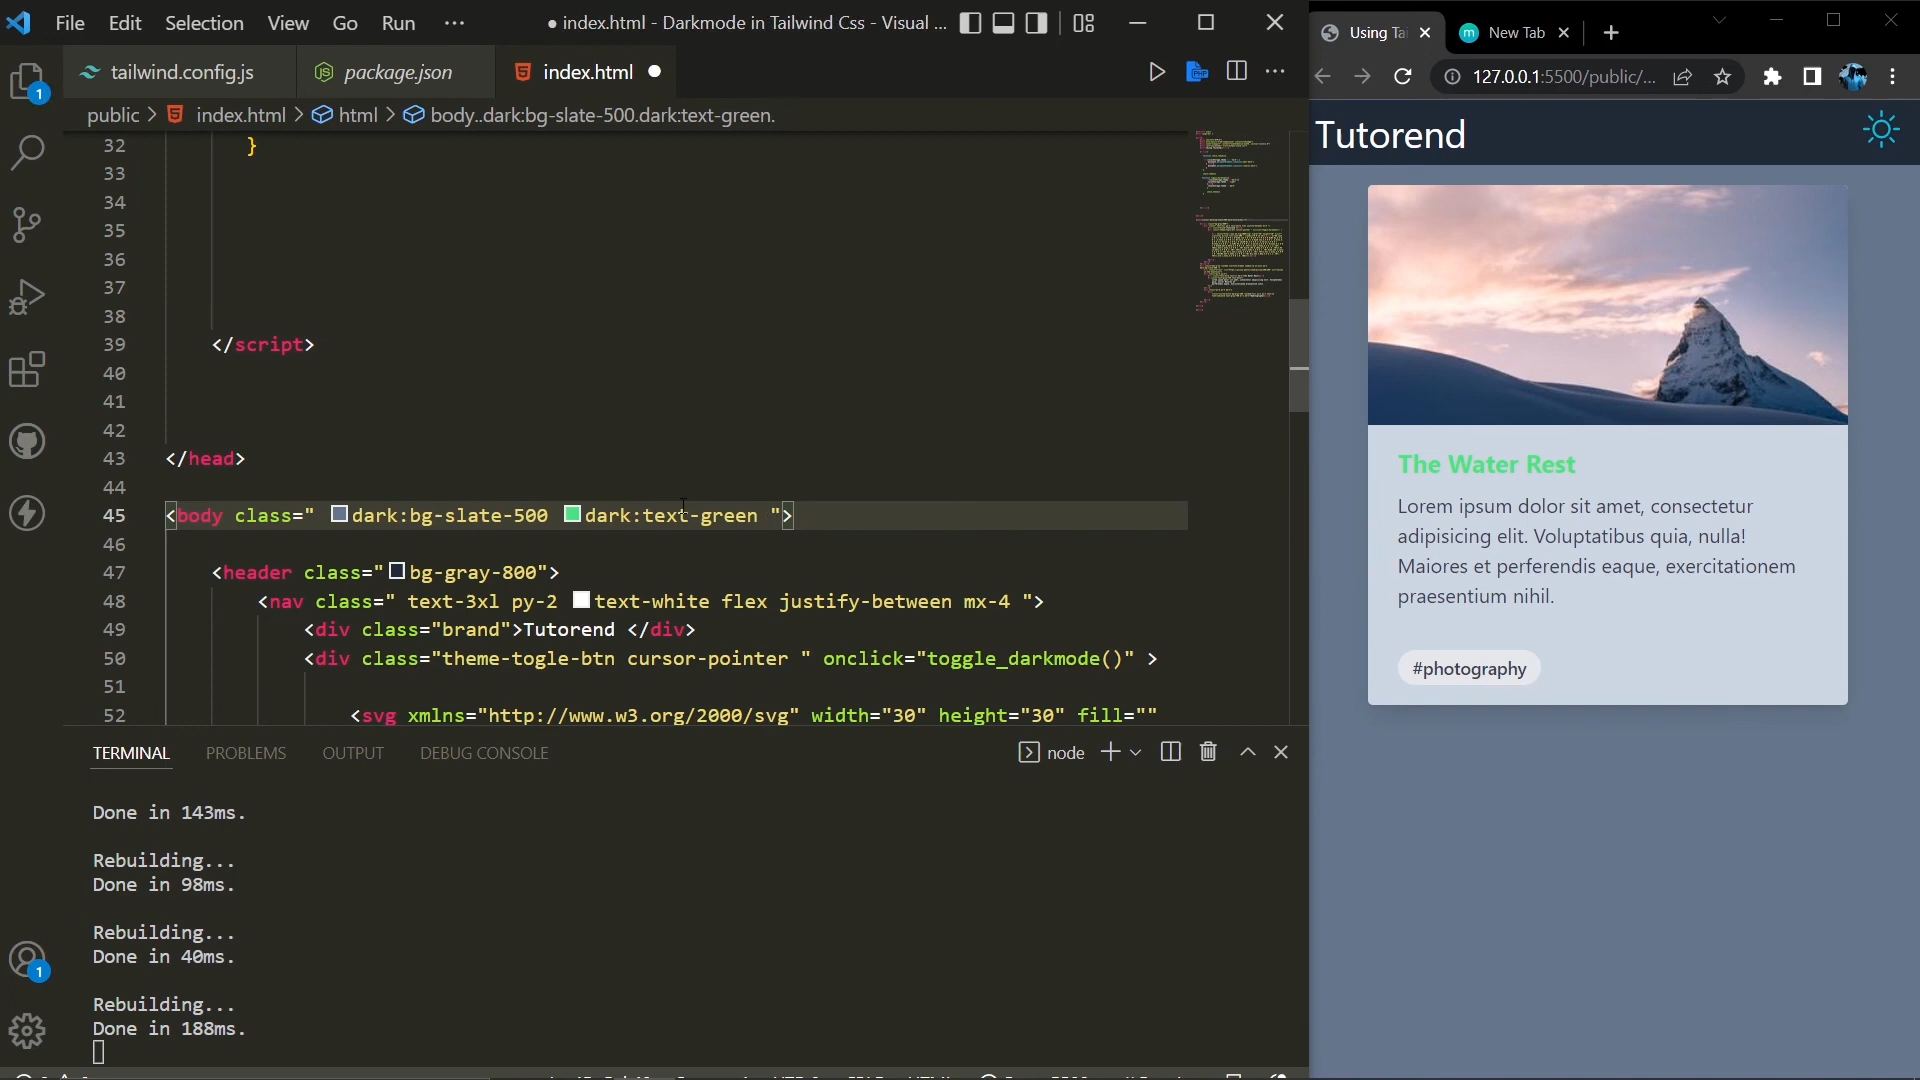 File Edit Selection View Go Run ··· ● index.html - Darkmode in Tailwind Css - Visual ...
tailwind.config.js package.json index.html
public > index.html > html > body..dark:bg-slate-500.dark:text-green.
32 }
33
34
35
36
37
38
39 </script>
40
41
42
43 </head>
44
45 <body class=" dark:bg-slate-500 dark:text-green ">
46
47 <header class="bg-gray-800">
48 <nav class=" text-3xl py-2 text-white flex justify-between mx-4 ">
49 <div class="brand">Tutorend </div>
50 <div class="theme-togle-btn cursor-pointer " onclick="toggle_darkmode()" >
51
52 <svg xmlns="http://www.w3.org/2000/svg" width="30" height="30" fill=""
TERMINAL PROBLEMS OUTPUT DEBUG CONSOLE node
Done in 143ms.
Rebuilding...
Done in 98ms.
Rebuilding...
Done in 40ms.
Rebuilding...
Done in 188ms.
1
1
Using Tai
m New Tab
127.0.0.1:5500/public/...
Tutorend
The Water Rest
Lorem ipsum dolor sit amet, consectetur
adipisicing elit. Voluptatibus quia, nulla!
Maiores et perferendis eaque, exercitationem
praesentium nihil.
#photography